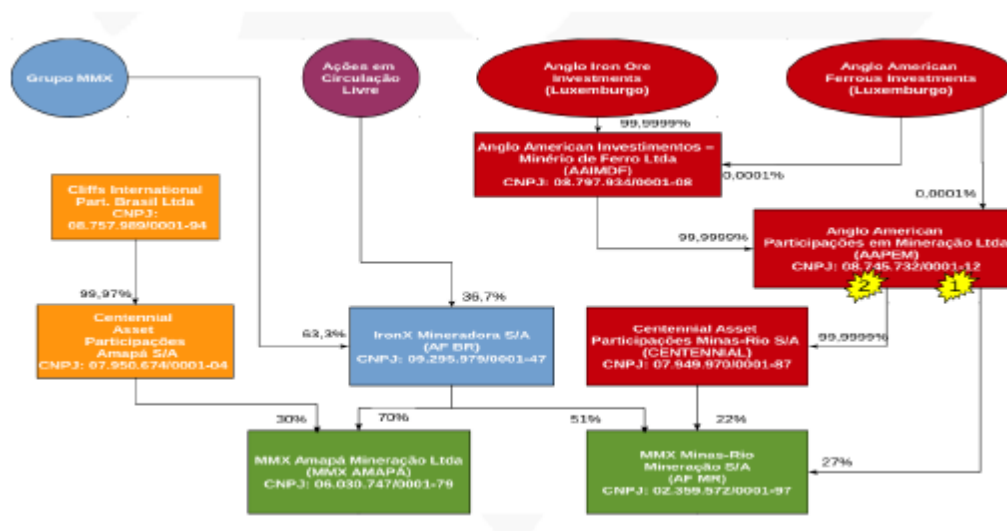 Grupo MMX
Ações em
Circulação
Livre
Anglo Iron Ore
Investments
(Luxemburgo)
Anglo American
Ferrous Investments
(Luxemburgo)
99,9999%
Anglo American Investimentos –
Minério de Ferro Ltda
(AAIMDF)
CNPJ: 08.797.934/0001-08
0,0001%
0,0001%
Cliffs International
Part. Brasil Ltda
CNPJ:
08.757.989/0001-94
99,9999%
Anglo American
Participações em Mineração Ltda
(AAPEM)
CNPJ: 08.745.732/0001-12
2
1
99,97%
36,7%
Centennial
Asset
Participações
Amapá S/A
CNPJ: 07.950.674/0001-04
63,3%
IronX Mineradora S/A
(AF BR)
CNPJ: 09.295.979/0001-47
Centennial Asset
Participações Minas-Rio S/A
(CENTENNIAL)
CNPJ: 07.949.970/0001-87
99,9999%
30%
70%
51%
22%
MMX Amapá Mineração Ltda
(MMX AMAPÁ)
CNPJ: 06.030.747/0001-79
MMX Minas-Rio
Mineração S/A
(AF MR)
CNPJ: 02.359.572/0001-97
27%